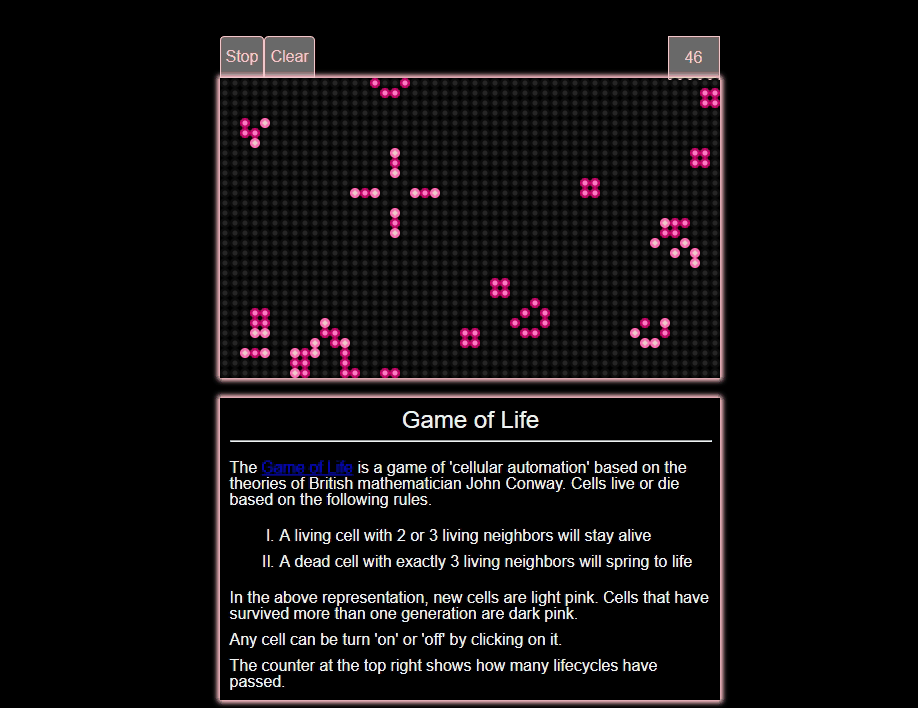 Stop Clear 46
Game of Life
The Game of Life is a game of 'cellular automation' based on the
theories of British mathematician John Conway. Cells live or die
based on the following rules.
I. A living cell with 2 or 3 living neighbors will stay alive
II. A dead cell with exactly 3 living neighbors will spring to life
In the above representation, new cells are light pink. Cells that have
survived more than one generation are dark pink.
Any cell can be turn 'on' or 'off' by clicking on it.
The counter at the top right shows how many lifecycles have
passed.